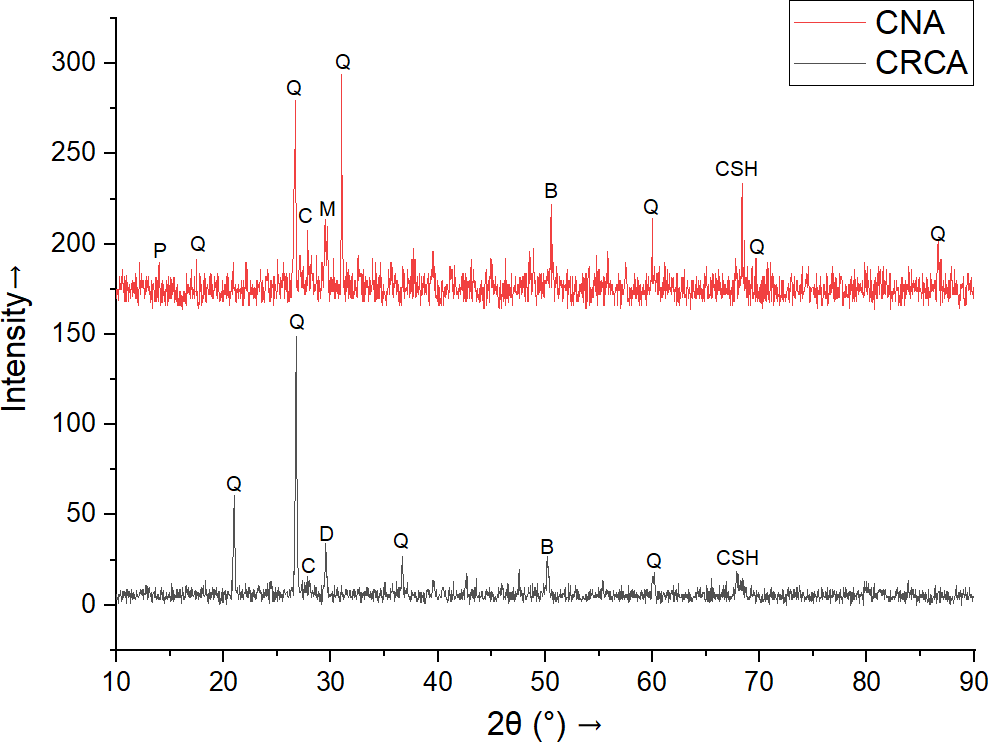 CNA
CRCA
300
250
200
150
100
50
0
Intensity→
Q
Q
C
M
P
Q
B
Q
CSH
Q
Q
Q
Q
C
D
Q
B
Q
CSH
10 20 30 40 50 60 70 80 90
2θ (°) →